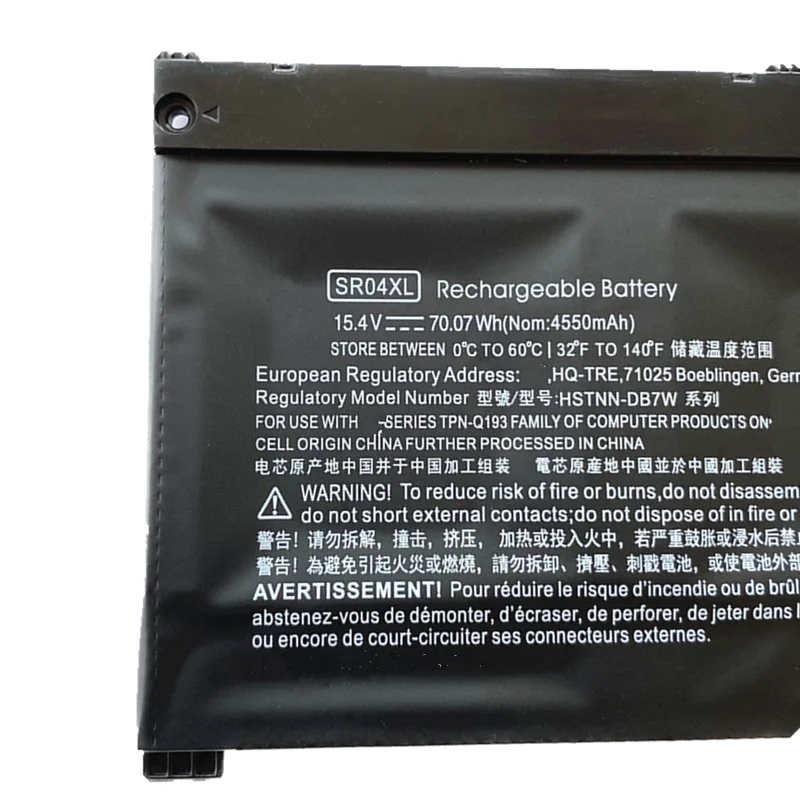 SR04XL Rechargeable Battery
15.4V 70.07Wh(Nom:4550mAh)
STORE BETWEEN 0°C TO 60°C | 32°F TO 140°F 储藏温度范围
European Regulatory Address: ,HQ-TRE,71025 Boeblingen, Germ
Regulatory Model Number 型號/型号:HSTNN-DB7W 系列
FOR USE WITH -SERIES TPN-Q193 FAMILY OF COMPUTER PRODUCTS ON
CELL ORIGIN CHINA FURTHER PROCESSED IN CHINA
电芯原产地中国并于中国加工组装 電芯原産地中國並於中國加工組裝
WARNING! To reduce risk of fire or burns,do not disassem
do not short external contacts;do not dispose of in fire or
警告! 请勿拆解, 撞击, 挤压, 加热或投入火中, 若严重鼓胀或浸水后禁止
警告! 為避免引起火災或燃燒, 請勿拆卸、擠壓、刺戳電池, 或使電池外部
AVERTISSEMENT! Pour réduire le risque d'incendie ou de brûl
abstenez-vous de démonter, d'écraser, de perforer, de jeter dans l
ou encore de court-circuiter ses connecteurs externes.